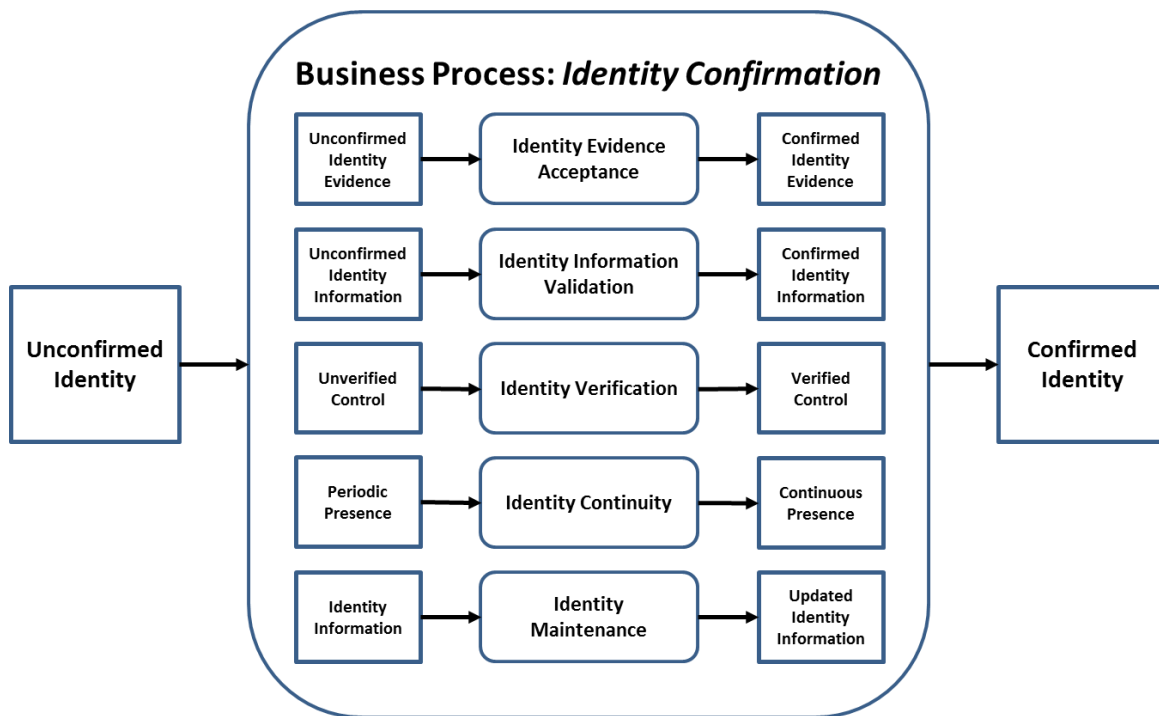 Business Process: Identity Confirmation
Unconfirmed
Identity
Evidence
Identity Evidence
Acceptance
Confirmed
Identity
Evidence
Unconfirmed
Identity
Information
Identity Information
Validation
Confirmed
Identity
Information
Unconfirmed
Identity
Unverified
Control
Identity Verification
Verified
Control
Confirmed
Identity
Periodic
Presence
Identity Continuity
Continuous
Presence
Identity
Information
Identity
Maintenance
Updated
Identity
Information